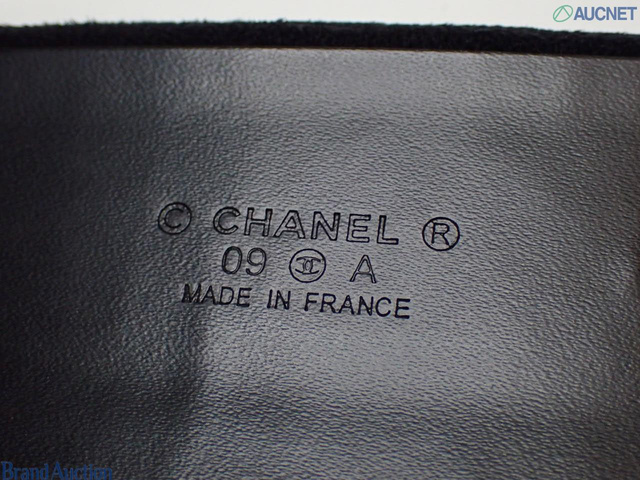 AUCNET
© CHANEL ®
09 A
MADE IN FRANCE
Brand Auction